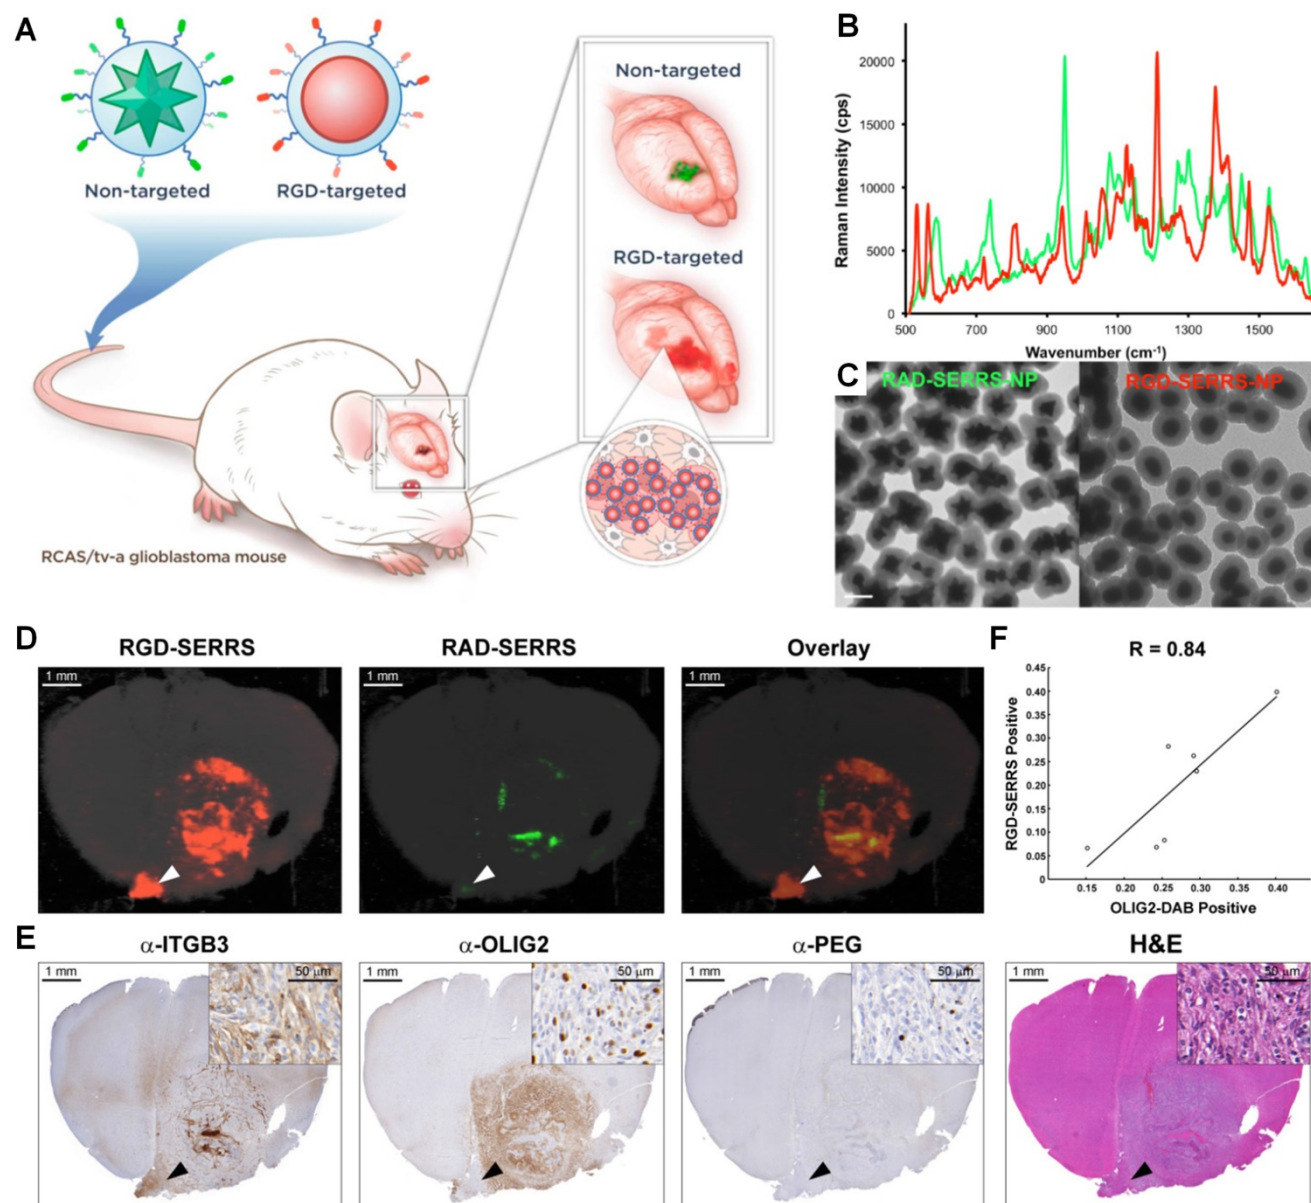 A
Non-targeted
RGD-targeted
RCAS/tv-a glioblastoma mouse
Non-targeted
RGD-targeted
B
Raman Intensity (cps)
20000
15000
10000
5000
0
500 700 900 1100 1300 1500
Wavenumber (cm⁻¹)
C
RAD-SERRS-NP
RGD-SERRS-NP
D
RGD-SERRS
RAD-SERRS
Overlay
1 mm
1 mm
1 mm
F
R = 0.84
RGD-SERRS Positive
0.45
0.40
0.35
0.30
0.25
0.20
0.15
0.10
0.05
0
0.15 0.20 0.25 0.30 0.40
OLIG2-DAB Positive
E
α-ITGB3
α-OLIG2
α-PEG
H&E
1 mm
50 μm
1 mm
50 μm
1 mm
50 μm
1 mm
50 μm